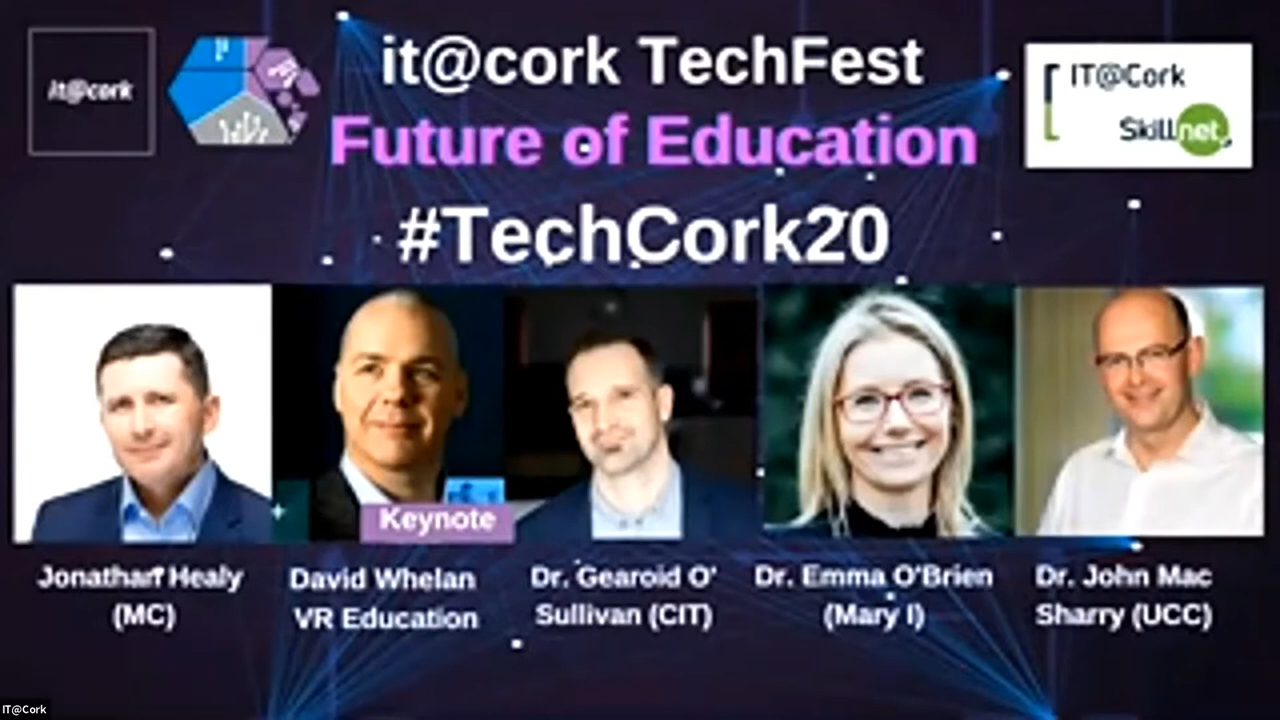 it@cork
it@cork TechFest
Future of Education
#TechCork20
IT@Cork
Skillnet
Keynote
Jonathan Healy
(MC)
David Whelan
VR Education
Dr. Gearoid O'
Sullivan (CIT)
Dr. Emma O'Brien
(Mary I)
Dr. John Mac
Sharry (UCC)
IT@Cork